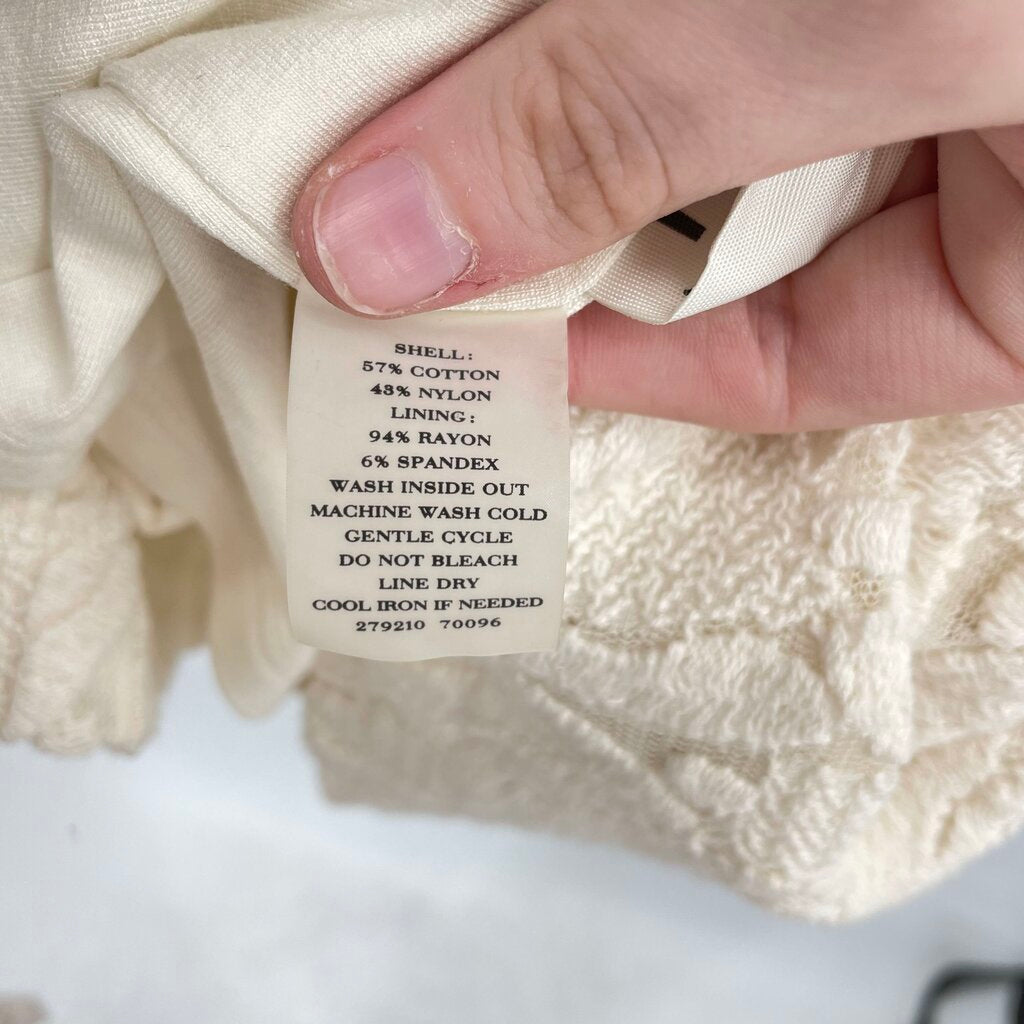 SHELL:
57% COTTON
43% NYLON
LINING:
94% RAYON
6% SPANDEX
WASH INSIDE OUT
MACHINE WASH COLD
GENTLE CYCLE
DO NOT BLEACH
LINE DRY
COOL IRON IF NEEDED
279210 70096